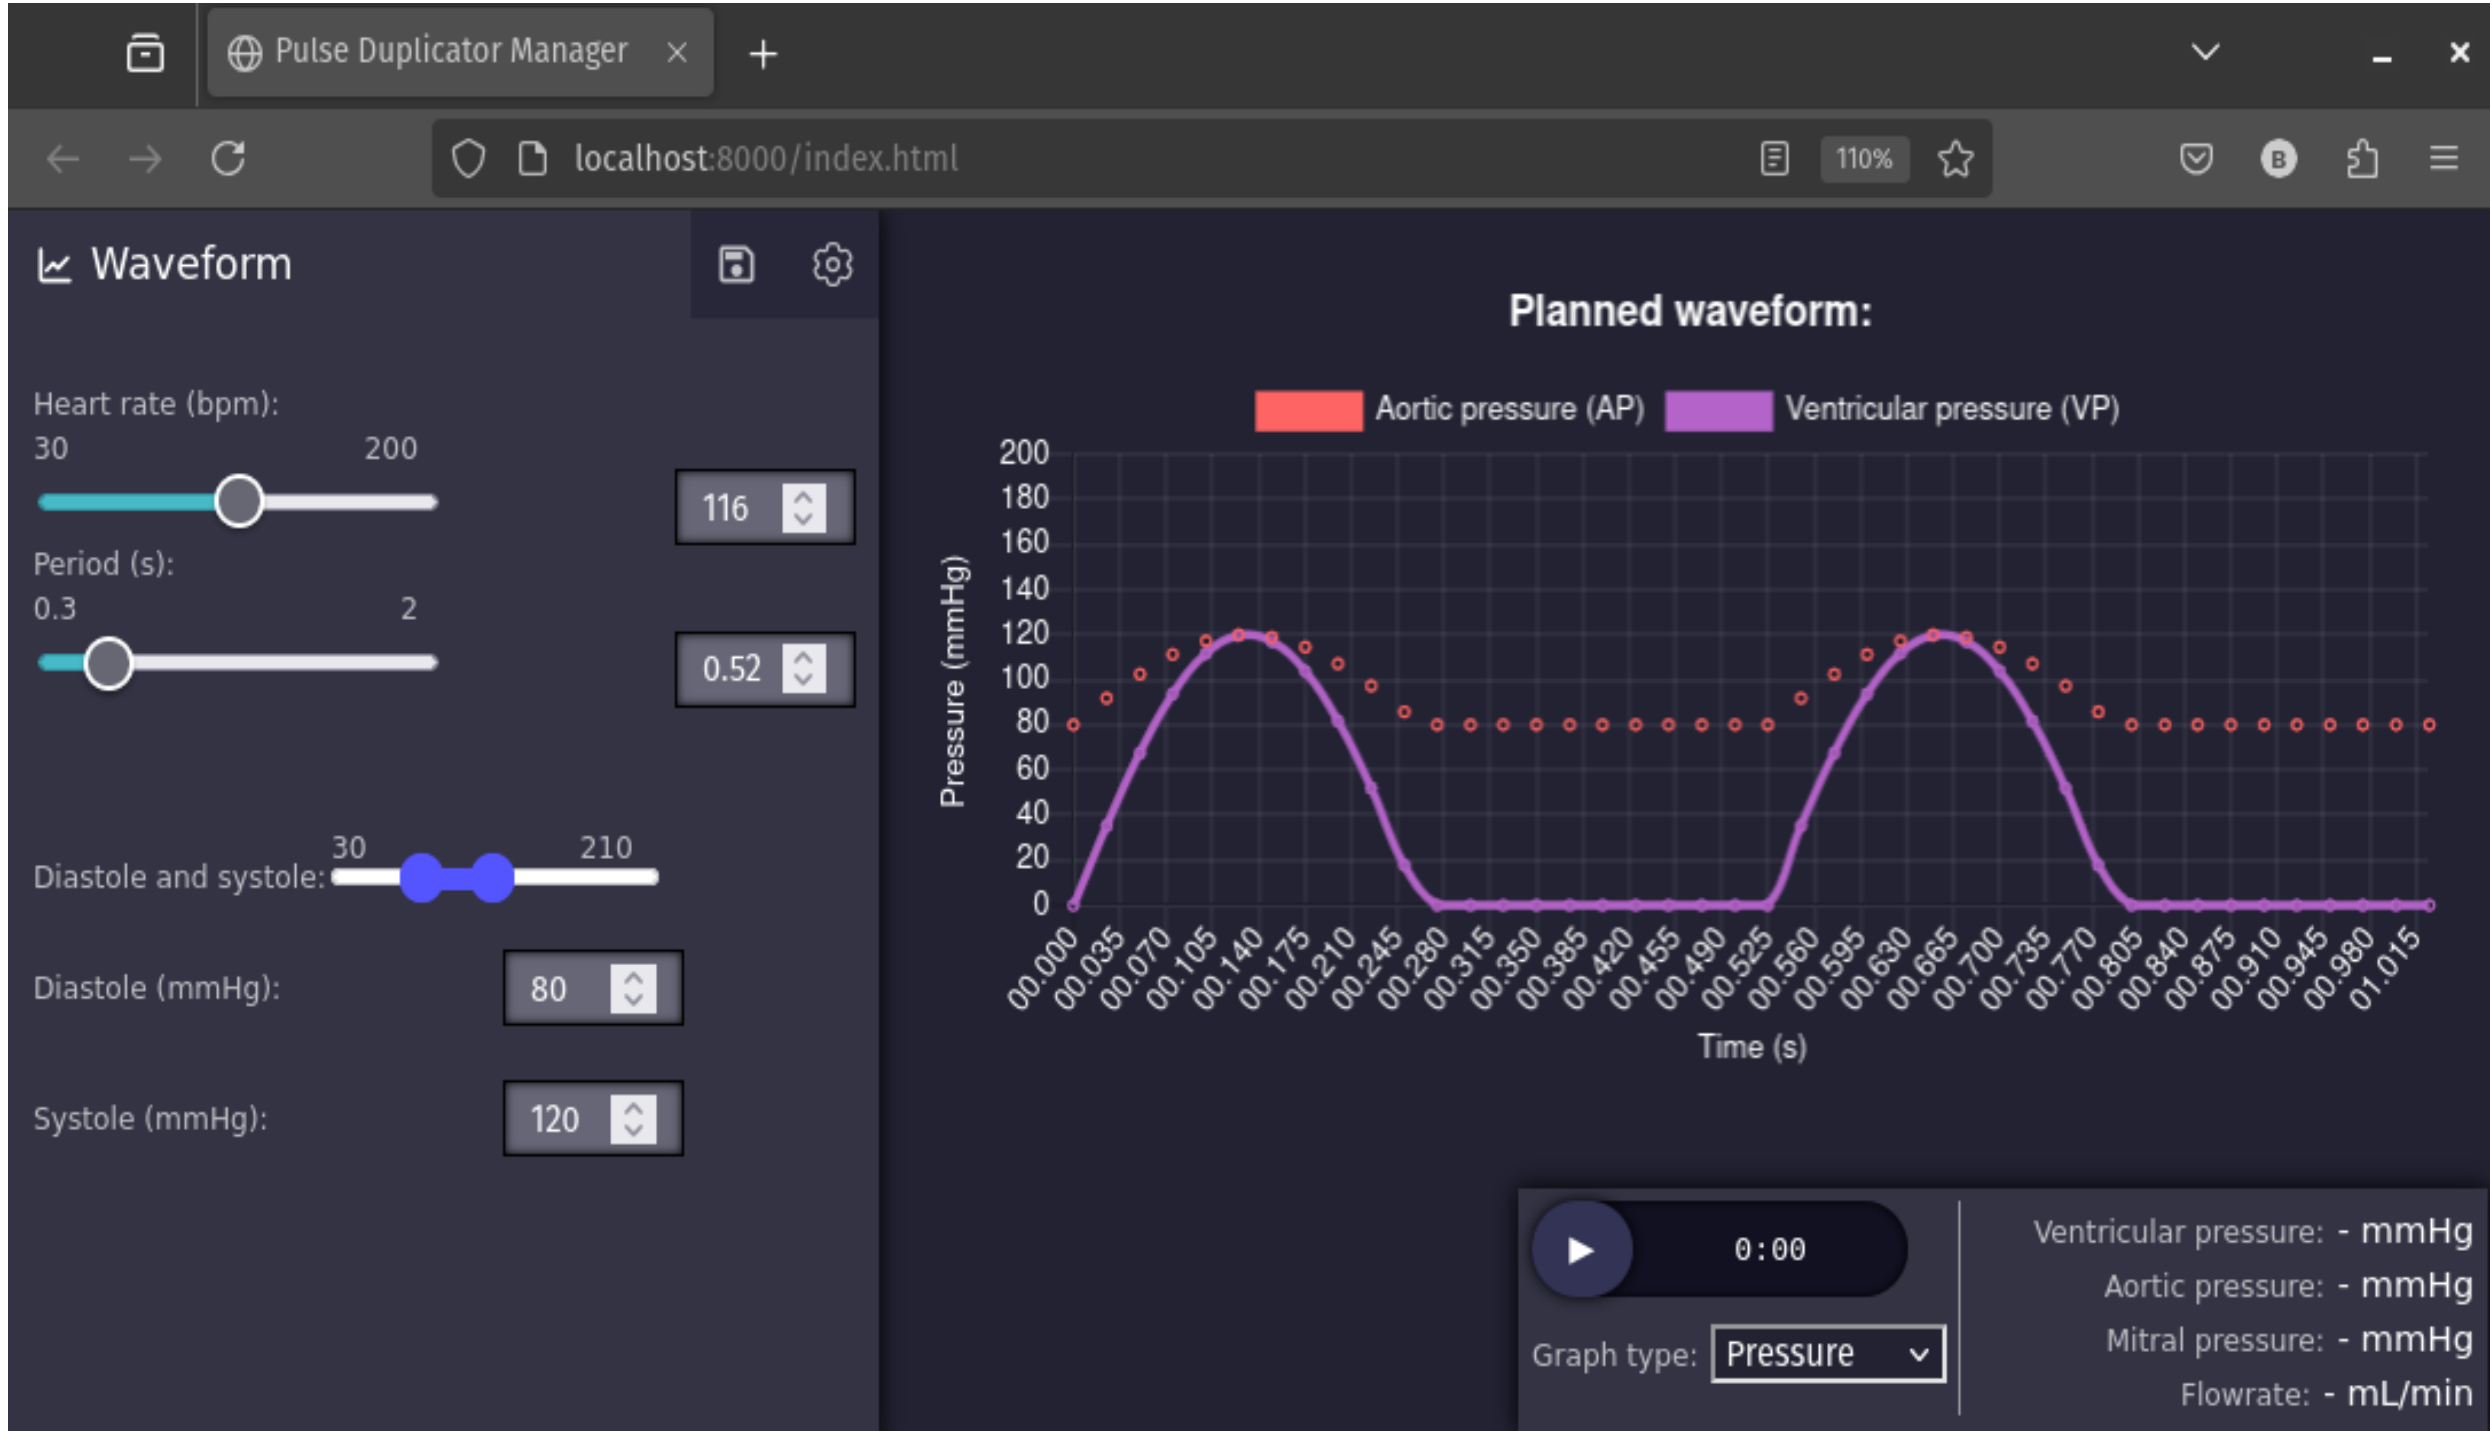 Pulse Duplicator Manager
localhost:8000/index.html
110%
B
Waveform
Heart rate (bpm):
30 200
116
Period (s):
0.3 2
0.52
30 210
Diastole and systole:
Diastole (mmHg):
80
Systole (mmHg):
120
Planned waveform:
Aortic pressure (AP) Ventricular pressure (VP)
Pressure (mmHg)
200
180
160
140
120
100
80
60
40
20
0
00.000 00.035 00.070 00.105 00.140 00.175 00.210 00.245 00.280 00.315 00.350 00.385 00.420 00.455 00.490 00.525 00.560 00.595 00.630 00.665 00.700 00.735 00.770 00.805 00.840 00.875 00.910 00.945 00.980 01.015
Time (s)
0:00
Graph type: Pressure
Ventricular pressure: - mmHg
Aortic pressure: - mmHg
Mitral pressure: - mmHg
Flowrate: - mL/min